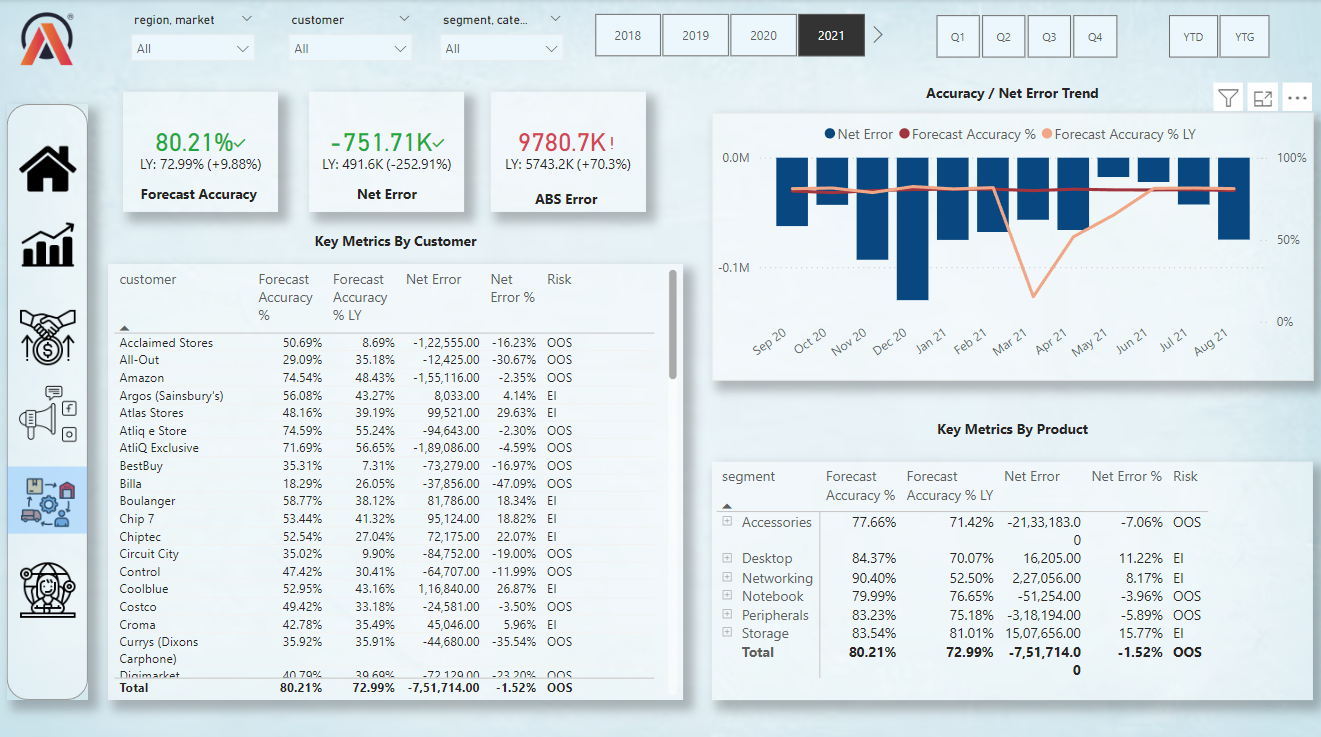 region, market
customer
segment, cate...
All
All
All
2018
2019
2020
2021
Q1
Q2
Q3
Q4
YTD
YTG
80.21%
LY: 72.99% (+9.88%)
Forecast Accuracy
-751.71K
LY: 491.6K (-252.91%)
Net Error
9780.7K!
LY: 5743.2K (+70.3%)
ABS Error
Accuracy / Net Error Trend
Net Error Forecast Accuracy % Forecast Accuracy % LY
0.0M
-0.1M
100%
50%
0%
Sep 20
Oct 20
Nov 20
Dec 20
Jan 21
Feb 21
Mar 21
Apr 21
May 21
Jun 21
Jul 21
Aug 21
Key Metrics By Customer
customer Forecast Accuracy % Forecast Accuracy % LY Net Error Net Error % Risk
Acclaimed Stores 50.69% 8.69% -1,22,555.00 -16.23% OOS
All-Out 29.09% 35.18% -12,425.00 -30.67% OOS
Amazon 74.54% 48.43% -1,55,116.00 -2.35% OOS
Argos (Sainsbury's) 56.08% 43.27% 8,033.00 4.14% EI
Atlas Stores 48.16% 39.19% 99,521.00 29.63% EI
Atliq e Store 74.59% 55.24% -94,643.00 -2.30% OOS
AtliQ Exclusive 71.69% 56.65% -1,89,086.00 -4.59% OOS
BestBuy 35.31% 7.31% -73,279.00 -16.97% OOS
Billa 18.29% 26.05% -37,856.00 -47.09% OOS
Boulanger 58.77% 38.12% 81,786.00 18.34% EI
Chip 7 53.44% 41.32% 95,124.00 18.82% EI
Chiptec 52.54% 27.04% 72,175.00 22.07% EI
Circuit City 35.02% 9.90% -84,752.00 -19.00% OOS
Control 47.42% 30.41% -64,707.00 -11.99% OOS
Coolblue 52.95% 43.16% 1,16,840.00 26.87% EI
Costco 49.42% 33.18% -24,581.00 -3.50% OOS
Croma 42.78% 35.49% 45,046.00 5.96% EI
Currys (Dixons 35.92% 35.91% -44,680.00 -35.54% OOS
Carphone)
Digimarket 40.79% 39.69% -72,129.00 -23.20% OOS
Total 80.21% 72.99% -7,51,714.00 -1.52% OOS
Key Metrics By Product
segment Forecast Accuracy % Forecast Accuracy % LY Net Error Net Error % Risk
Accessories 77.66% 71.42% -21,33,183.0 -7.06% OOS
0
Desktop 84.37% 70.07% 16,205.00 11.22% EI
Networking 90.40% 52.50% 2,27,056.00 8.17% EI
Notebook 79.99% 76.65% -51,254.00 -3.96% OOS
Peripherals 83.23% 75.18% -3,18,194.00 -5.89% OOS
Storage 83.54% 81.01% 15,07,656.00 15.77% EI
Total 80.21% 72.99% -7,51,714.0 -1.52% OOS
0